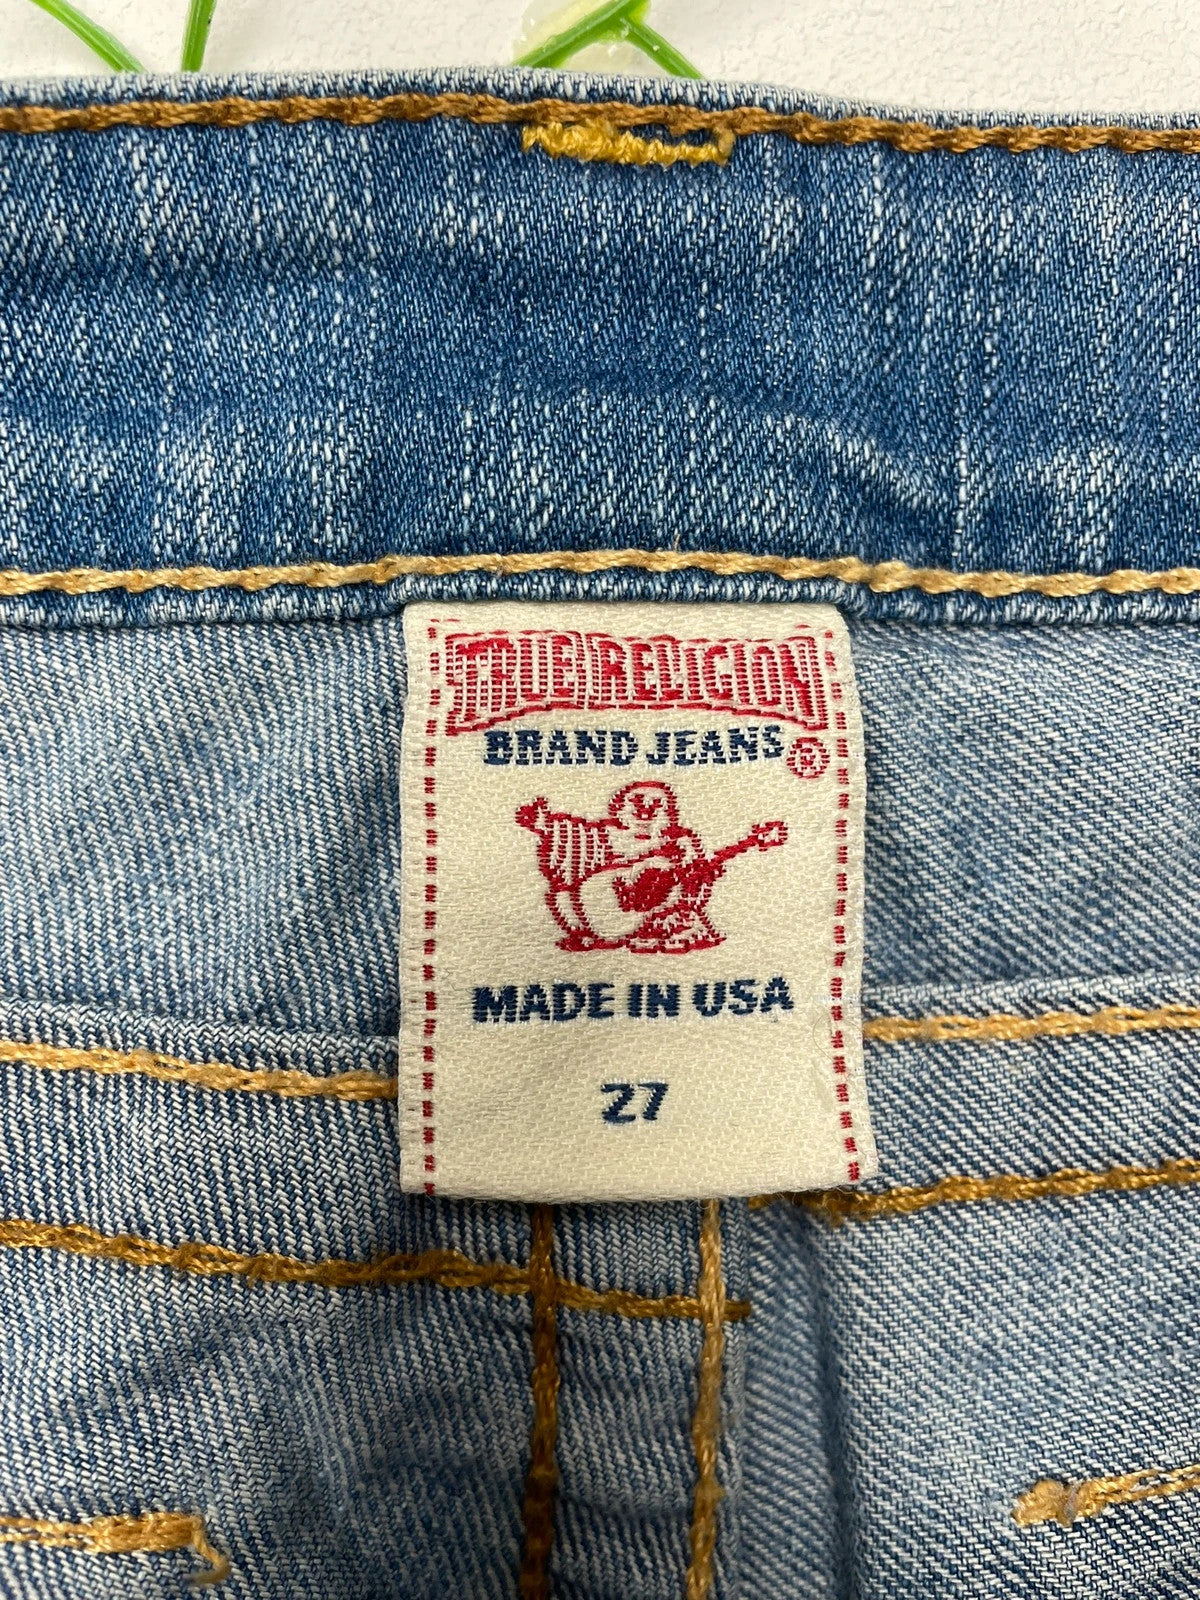 TRUE RELIGION
BRAND JEANS ®
MADE IN USA
27